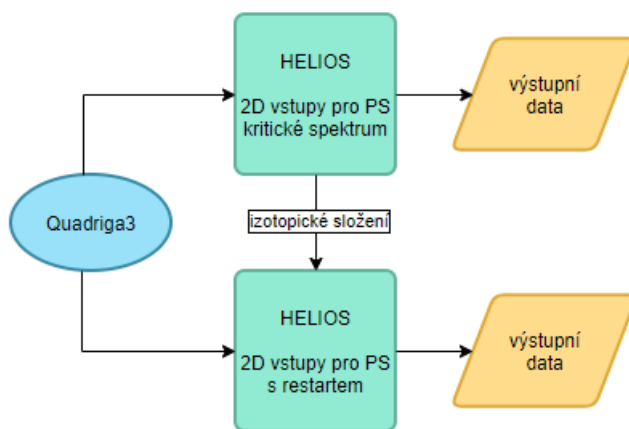 HELIOS
2D vstupy pro PS
kritické spektrum
výstupní
data
izotopické složení
Quadriga3
HELIOS
2D vstupy pro PS
s restartem
výstupní
data